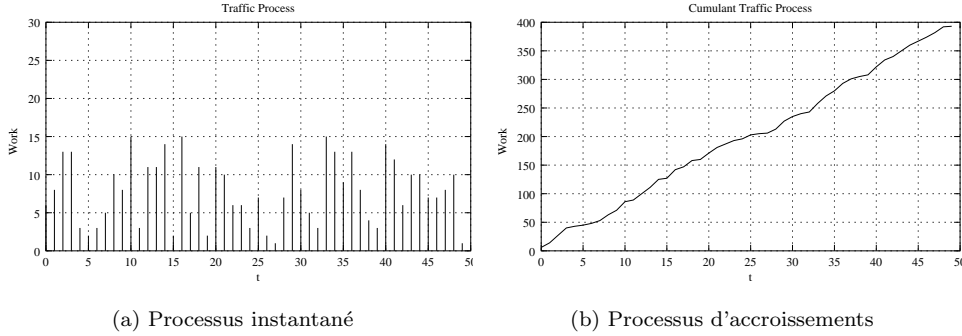 Traffic Process
30
25
20
15
10
5
0
Work
0 5 10 15 20 25 30 35 40 45 50
t
(a) Processus instantané
Cumulant Traffic Process
400
350
300
250
200
150
100
50
0
Work
0 5 10 15 20 25 30 35 40 45 50
t
(b) Processus d'accroissements